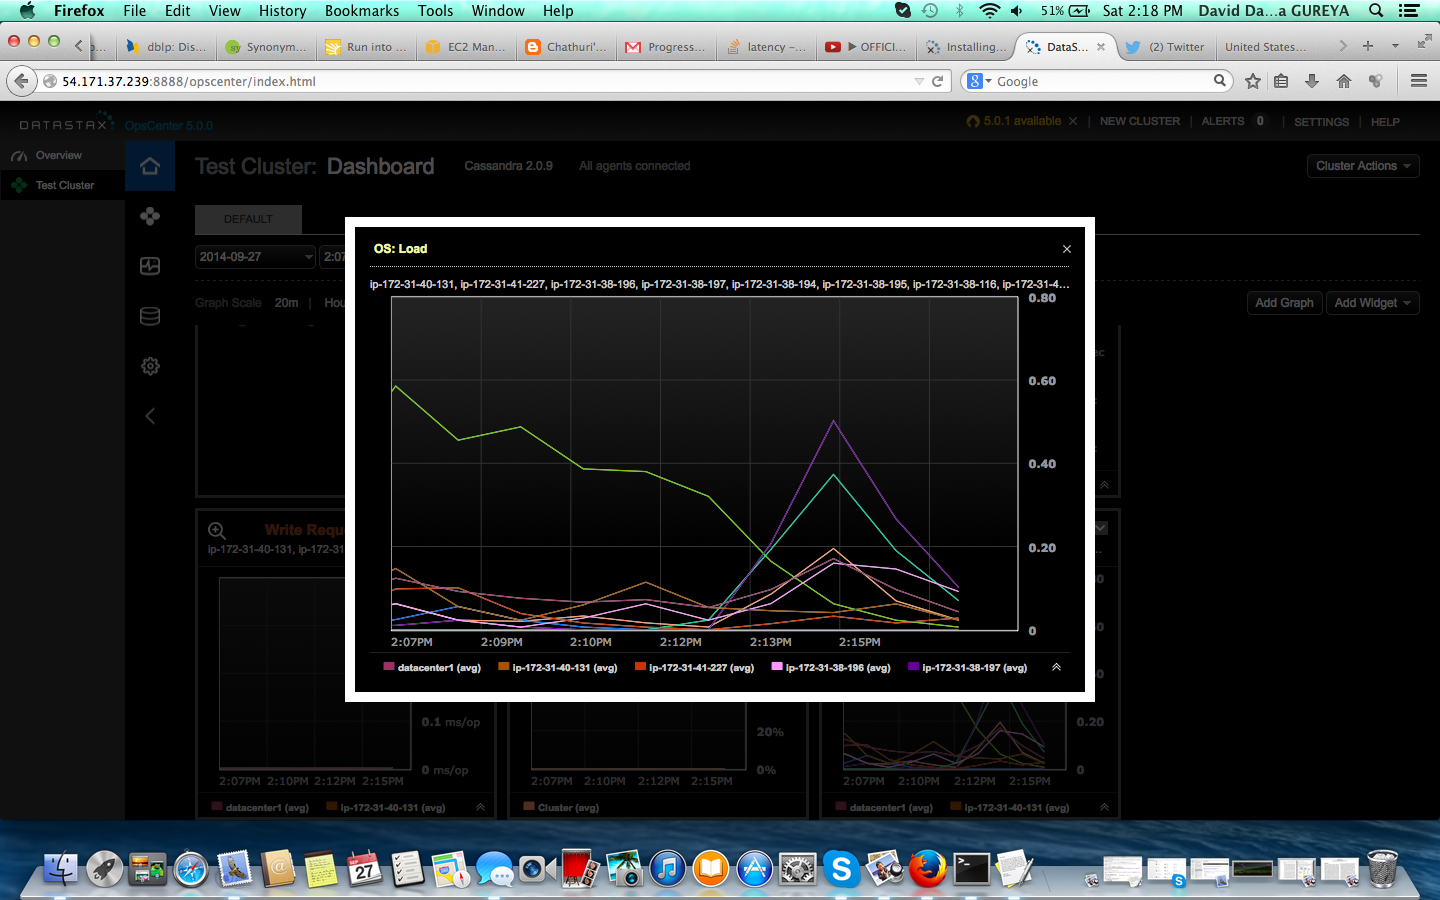 Firefox File Edit View History Bookmarks Tools Window Help 51% Sat 2:18 PM David Da...a GUREYA
dblp: Dis... Synonym... Run into ... EC2 Man... Chathuri'... Progress... latency -... ▶ OFFICI... Installing... DataS... (2) Twitter United States...
54.171.37.239:8888/opscenter/index.html Google
DATASTAX OpsCenter 5.0.0 5.0.1 available NEW CLUSTER | ALERTS 0 | SETTINGS | HELP
Overview
Test Cluster
Test Cluster: Dashboard Cassandra 2.0.9 All agents connected Cluster Actions
DEFAULT
2014-09-27 2:07
Graph Scale 20m | Hou Add Graph Add Widget
OS: Load
ip-172-31-40-131, ip-172-31-41-227, ip-172-31-38-196, ip-172-31-38-197, ip-172-31-38-194, ip-172-31-38-195, ip-172-31-38-116, ip-172-31-4...
0.80
0.60
0.40
0.20
0
2:07PM 2:09PM 2:10PM 2:12PM 2:13PM 2:15PM
datacenter1 (avg) ip-172-31-40-131 (avg) ip-172-31-41-227 (avg) ip-172-31-38-196 (avg) ip-172-31-38-197 (avg)
Write Requ
ip-172-31-40-131, ip-172-31
0.1 ms/op 20% 0.20
0 ms/op 0% 0
2:07PM 2:10PM 2:12PM 2:15PM 2:07PM 2:10PM 2:12PM 2:15PM 2:07PM 2:10PM 2:12PM 2:15PM
datacenter1 (avg) ip-172-31-40-131 (avg) Cluster (avg) datacenter1 (avg) ip-172-31-40-131 (avg)
SEP
27